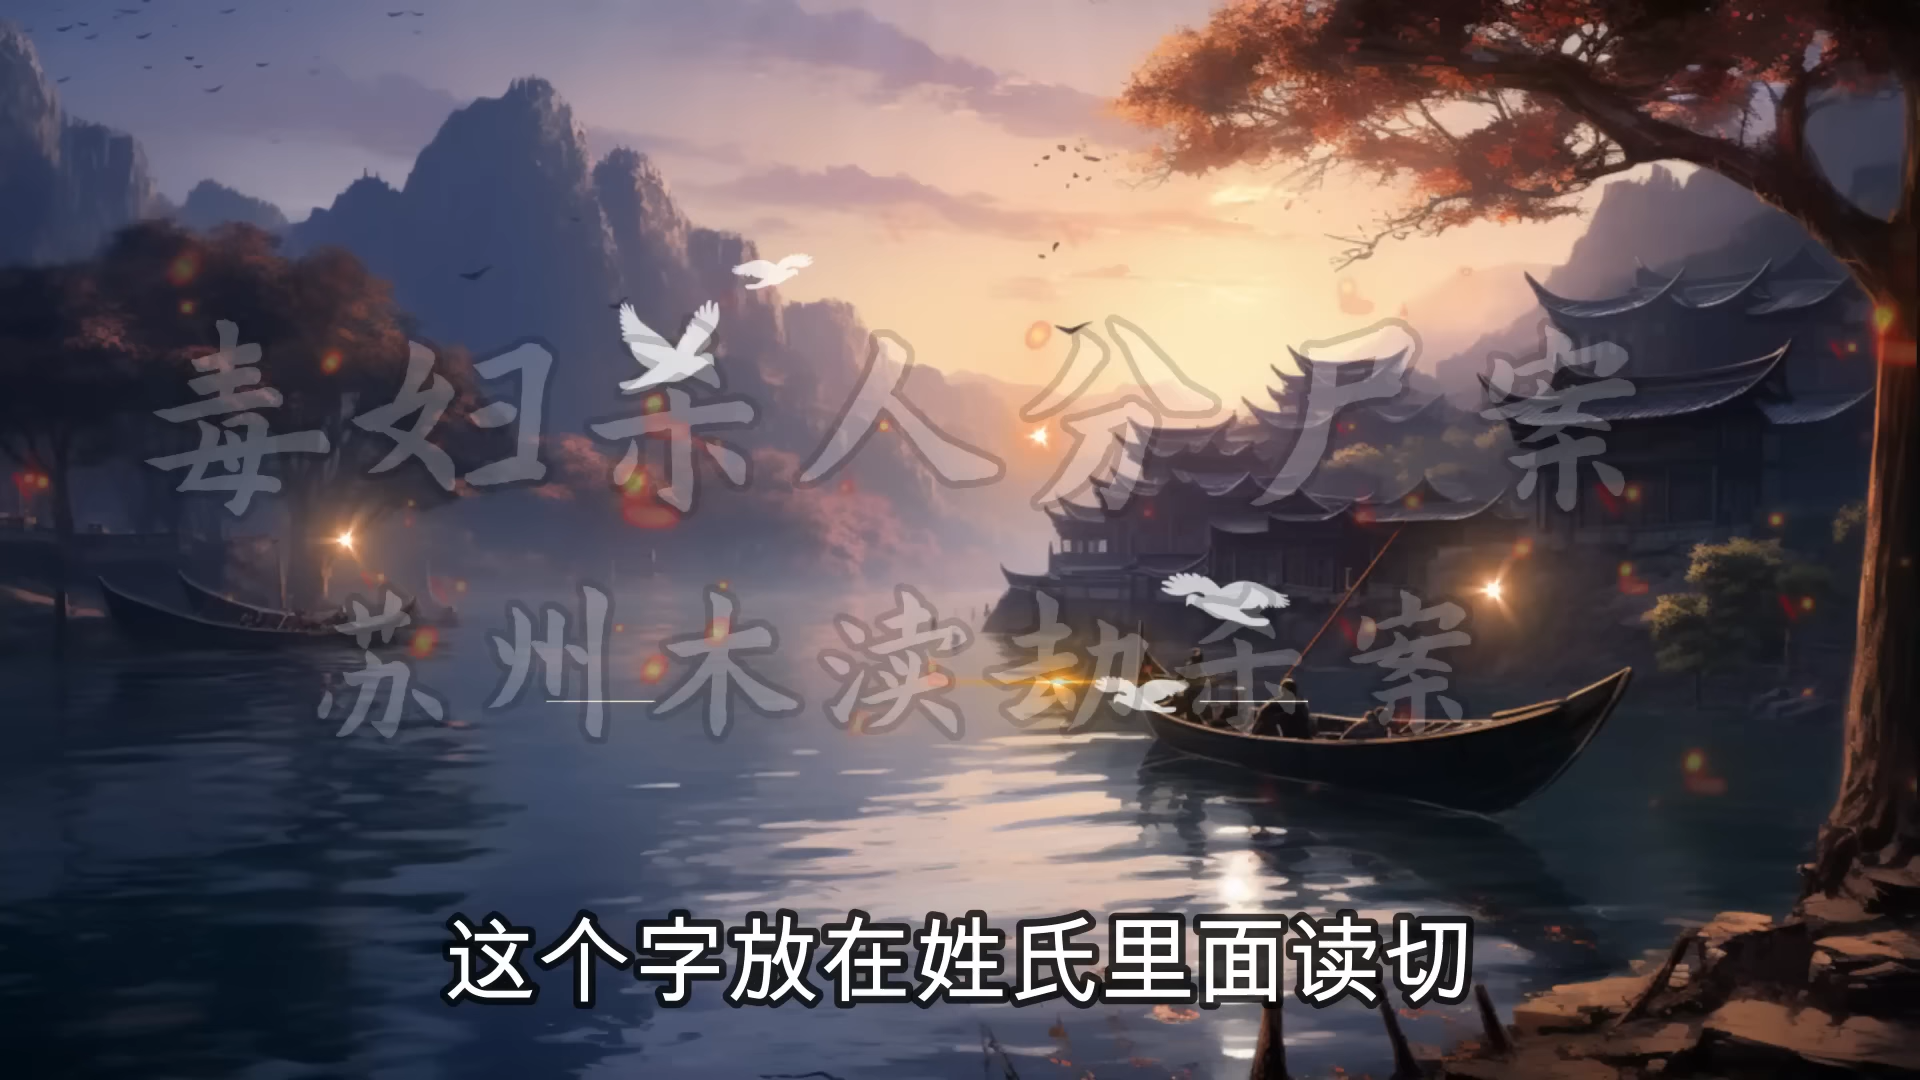 毒妇杀人分尸案
苏州木渎劫杀案
这个字放在姓氏里面读切